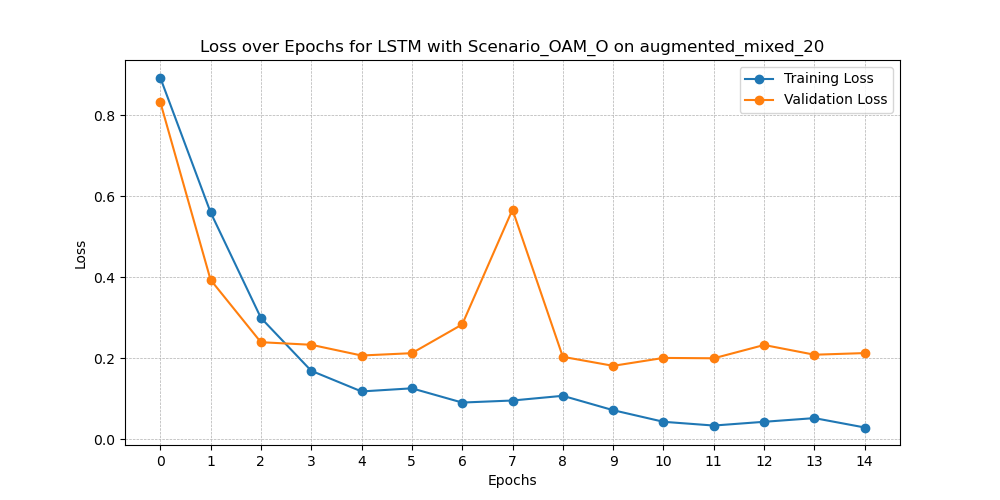 Loss over Epochs for LSTM with Scenario_OAM_O on augmented_mixed_20
Training Loss
Validation Loss
Loss
0.8
0.6
0.4
0.2
0.0
0 1 2 3 4 5 6 7 8 9 10 11 12 13 14
Epochs